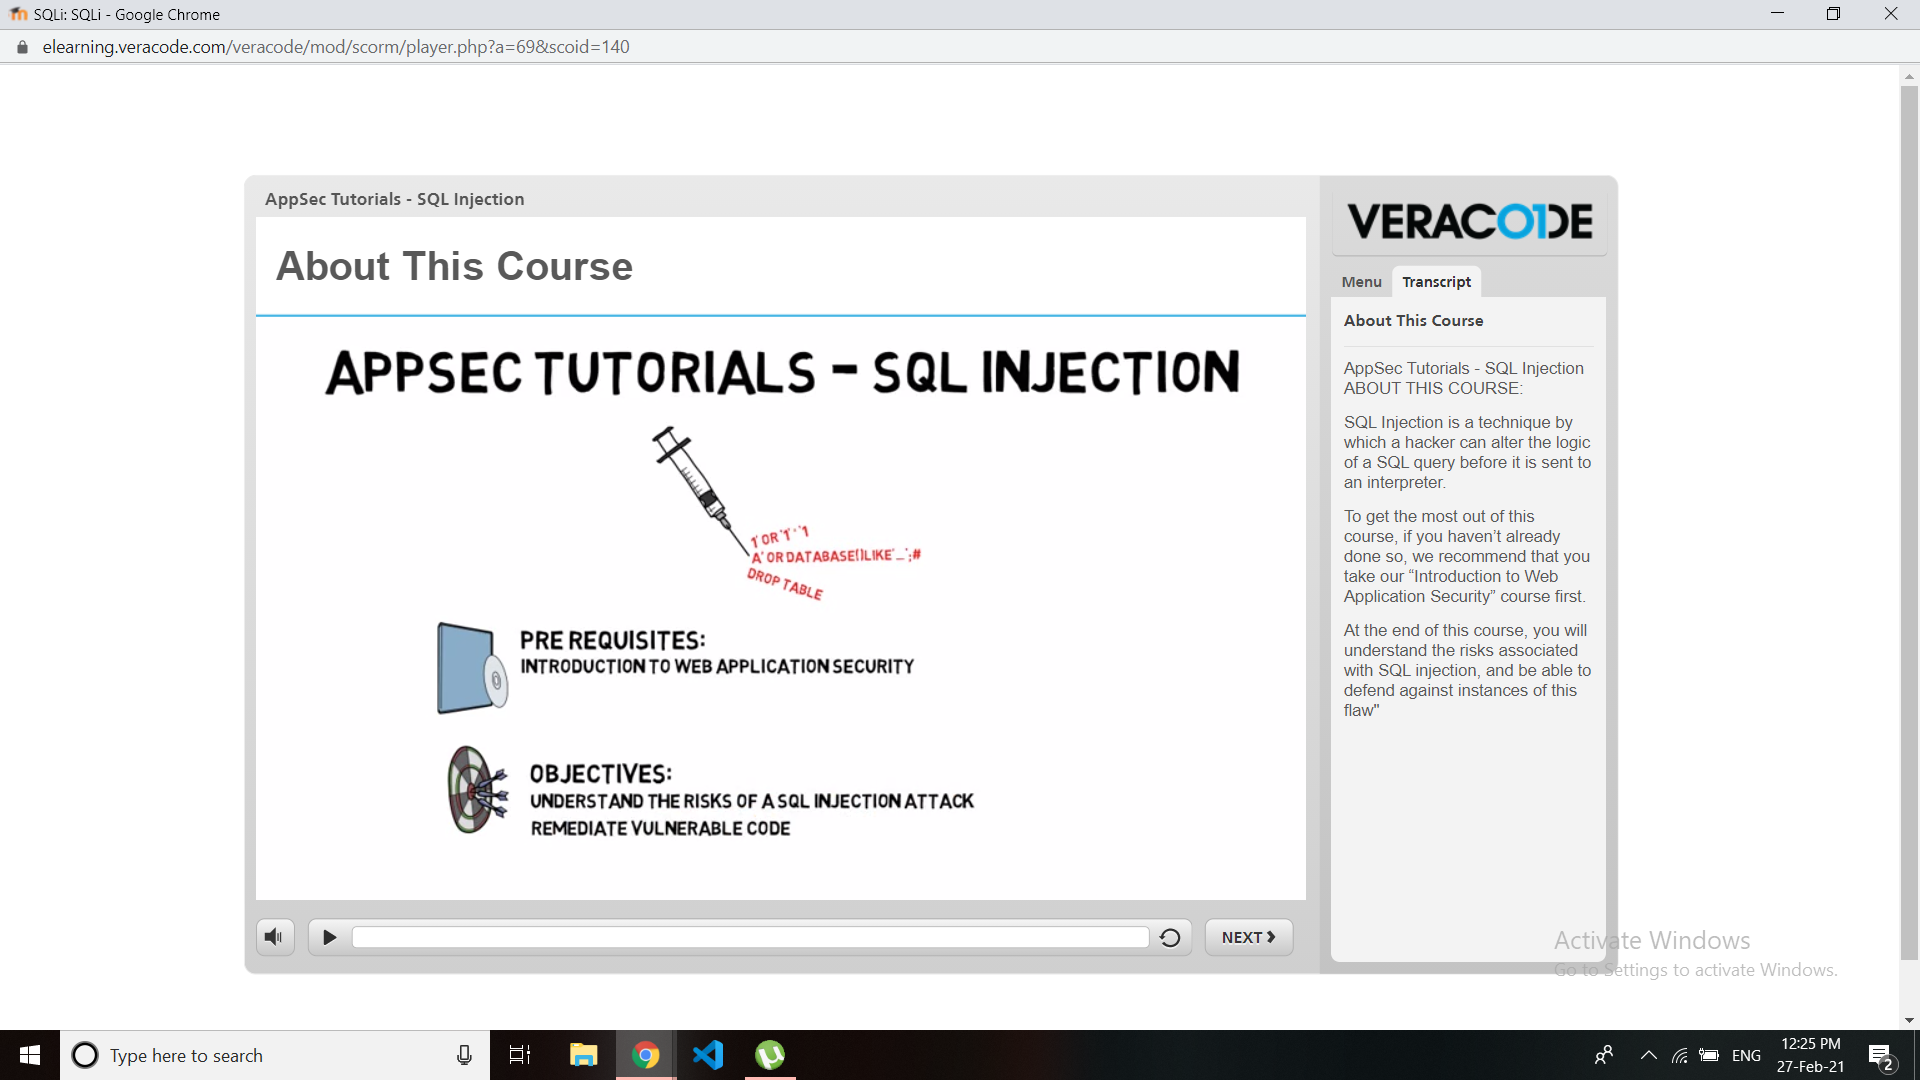 SQLi: SQLi - Google Chrome
elearning.veracode.com/veracode/mod/scorm/player.php?a=69&scoid=140
AppSec Tutorials - SQL Injection
About This Course
APPSEC TUTORIALS - SQL INJECTION
1' OR '1' = '1
A' OR DATABASE() LIKE '_';#
DROP TABLE
PRE REQUISITES:
INTRODUCTION TO WEB APPLICATION SECURITY
OBJECTIVES:
UNDERSTAND THE RISKS OF A SQL INJECTION ATTACK
REMEDIATE VULNERABLE CODE
NEXT
VERACODE
Menu Transcript
About This Course
AppSec Tutorials - SQL Injection
ABOUT THIS COURSE:
SQL Injection is a technique by
which a hacker can alter the logic
of a SQL query before it is sent to
an interpreter.
To get the most out of this
course, if you haven't already
done so, we recommend that you
take our “Introduction to Web
Application Security” course first.
At the end of this course, you will
understand the risks associated
with SQL injection, and be able to
defend against instances of this
flaw"
Activate Windows
Go to Settings to activate Windows.
Type here to search
ENG
12:25 PM
27-Feb-21
2